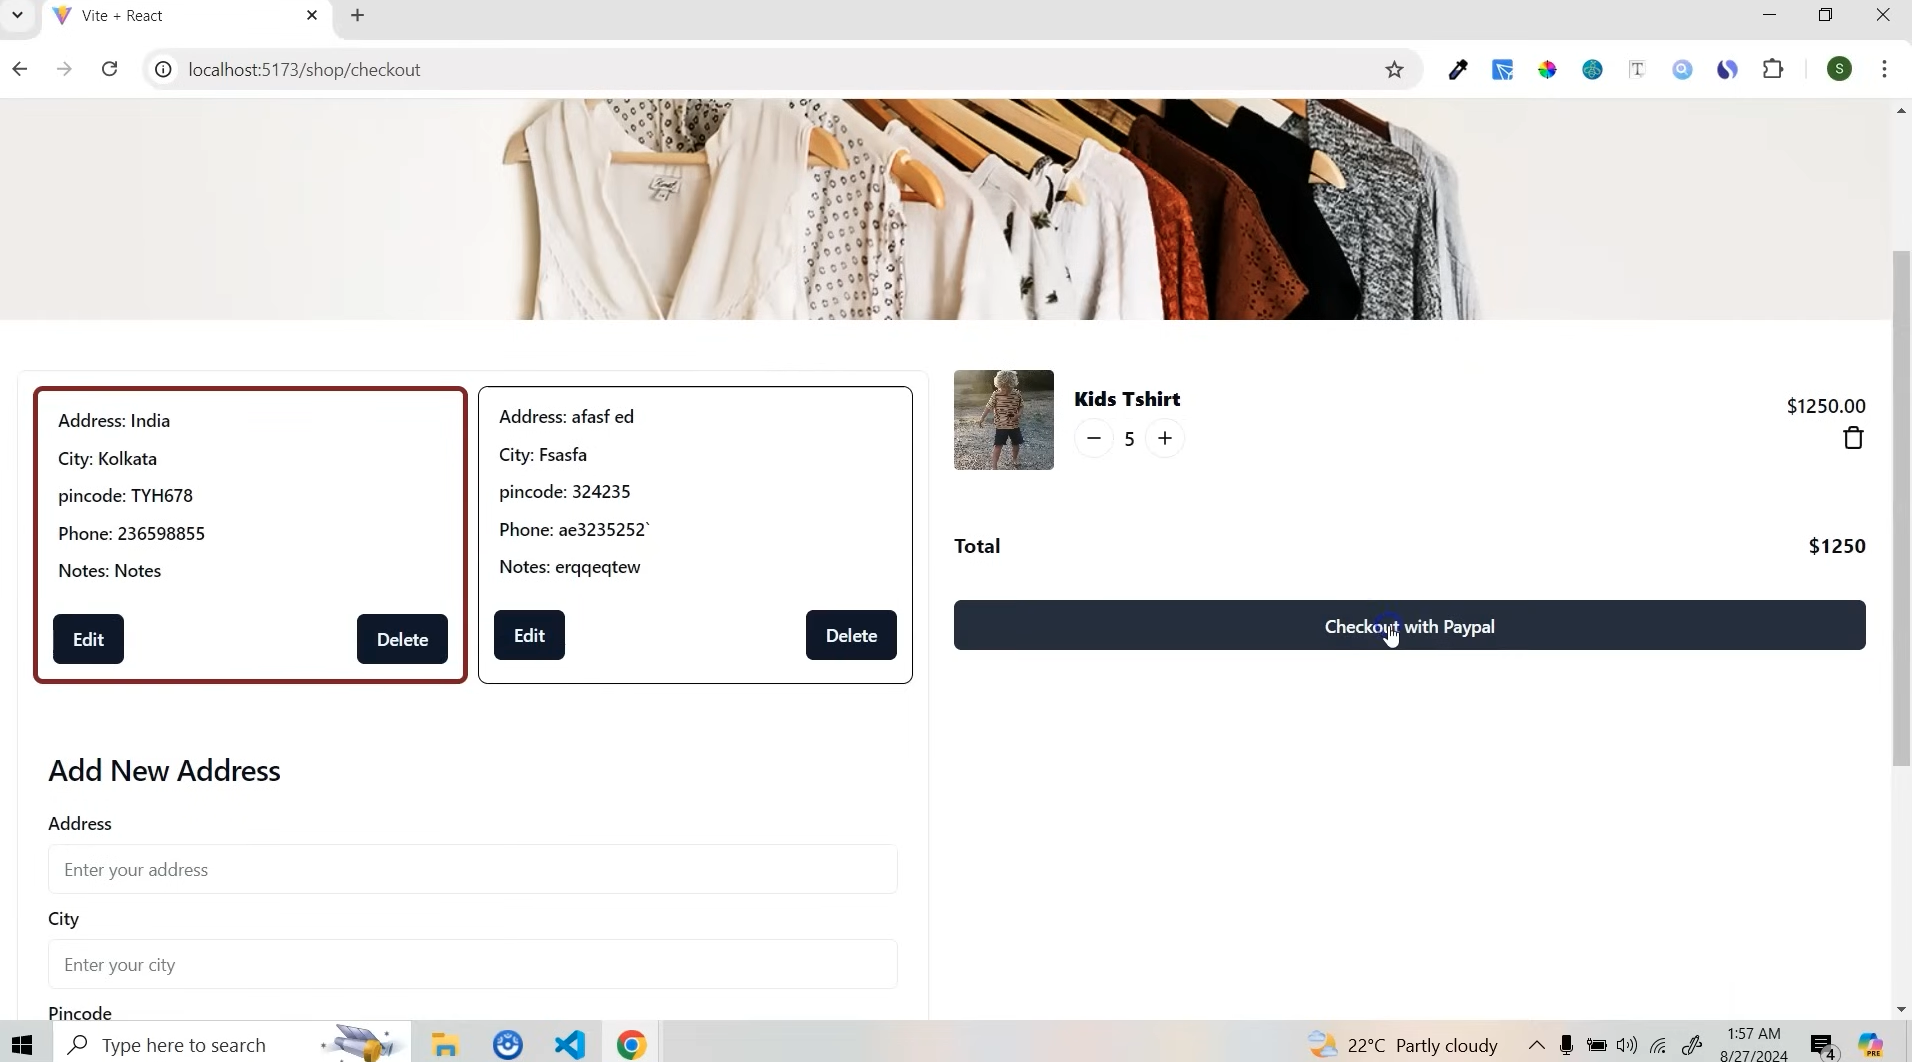 Vite + React
localhost:5173/shop/checkout
S
Address: India
City: Kolkata
pincode: TYH678
Phone: 236598855
Notes: Notes
Edit
Delete
Address: afasf ed
City: Fsasfa
pincode: 324235
Phone: ae3235252`
Notes: erqqeqtew
Edit
Delete
Kids Tshirt
5
$1250.00
Total
$1250
Checkout with Paypal
Add New Address
Address
Enter your address
City
Enter your city
Pincode
Type here to search
22°C Partly cloudy
1:57 AM
8/27/2024
4
PRE